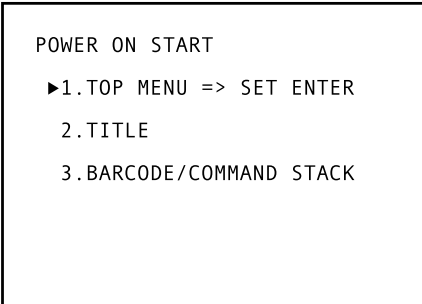 POWER ON START
▶1.TOP MENU => SET ENTER
2.TITLE
3.BARCODE/COMMAND STACK